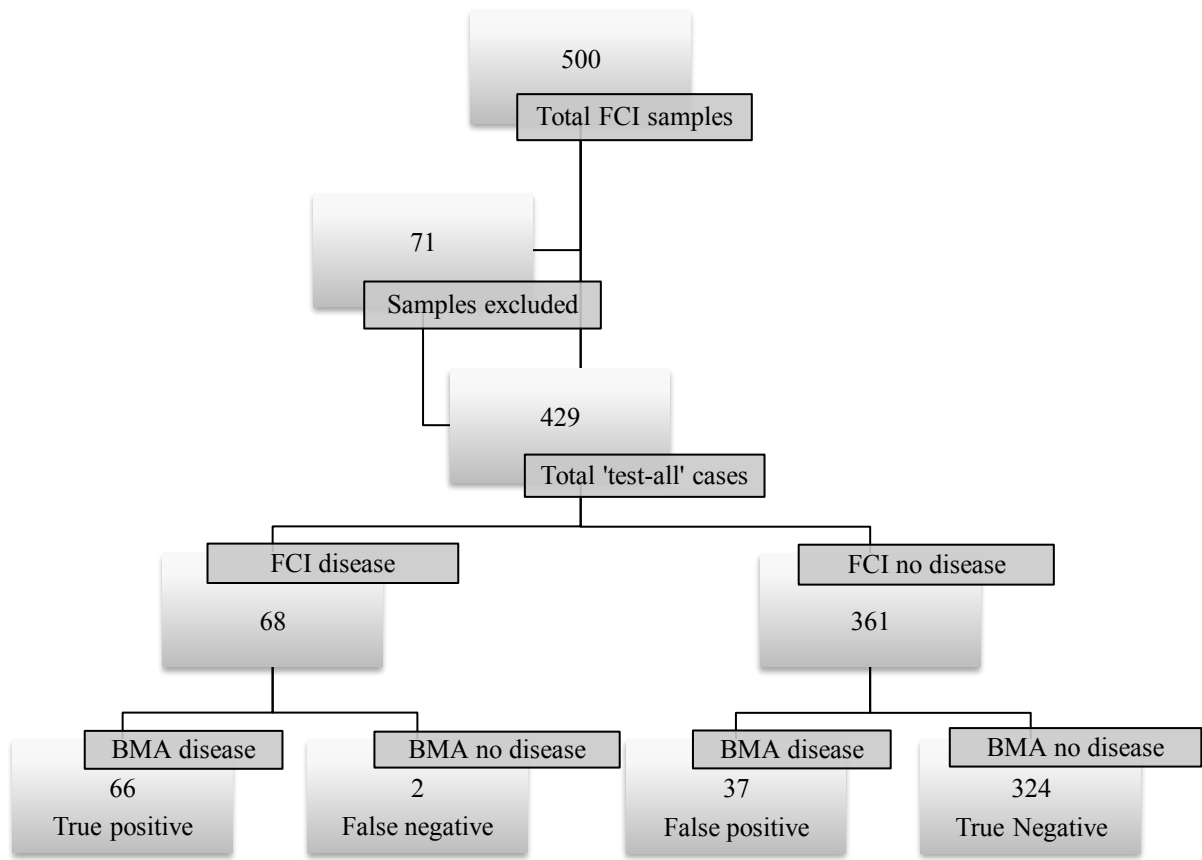 500
Total FCI samples
71
Samples excluded
429
Total 'test-all' cases
FCI disease
68
FCI no disease
361
BMA disease
66
True positive
BMA no disease
2
False negative
BMA disease
37
False positive
BMA no disease
324
True Negative